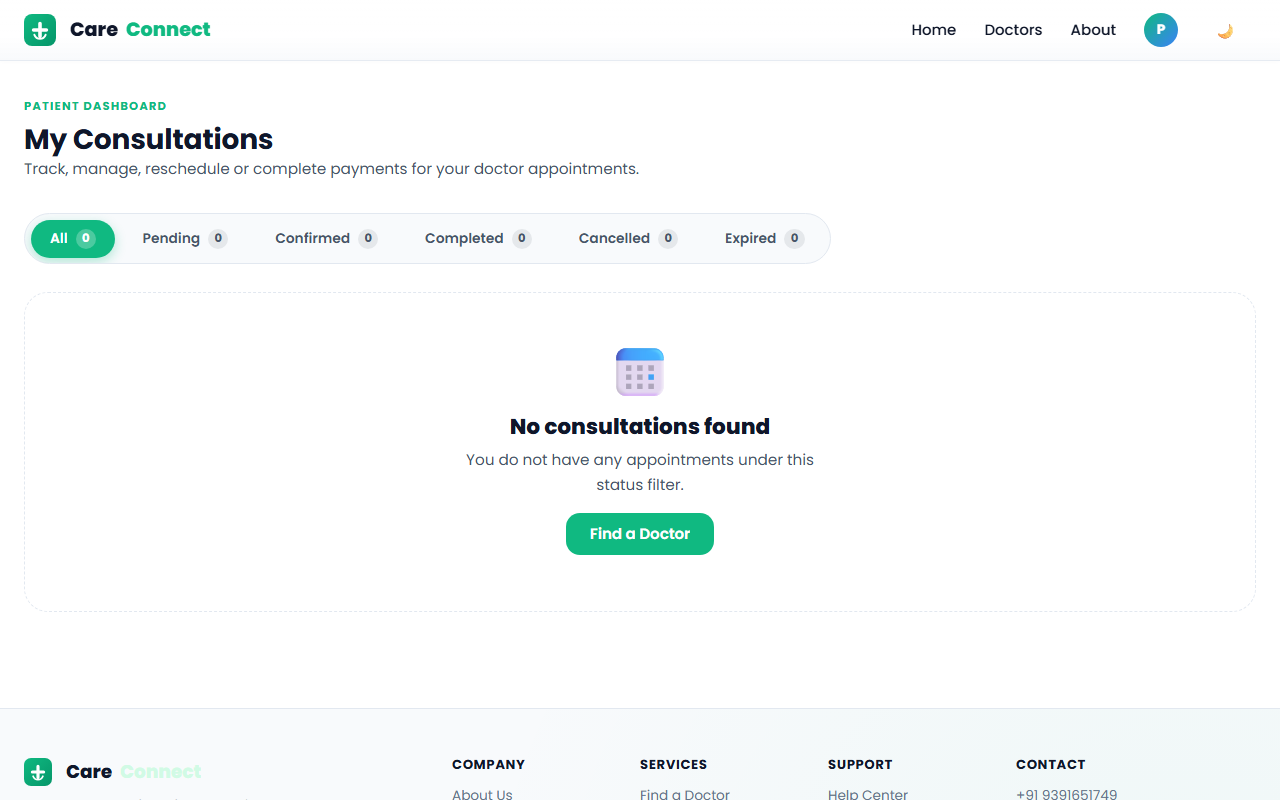 Care Connect
Home
Doctors
About
P
PATIENT DASHBOARD
My Consultations
Track, manage, reschedule or complete payments for your doctor appointments.
All 0
Pending 0
Confirmed 0
Completed 0
Cancelled 0
Expired 0
No consultations found
You do not have any appointments under this
status filter.
Find a Doctor
Care Connect
COMPANY
About Us
SERVICES
Find a Doctor
SUPPORT
Help Center
CONTACT
+91 9391651749